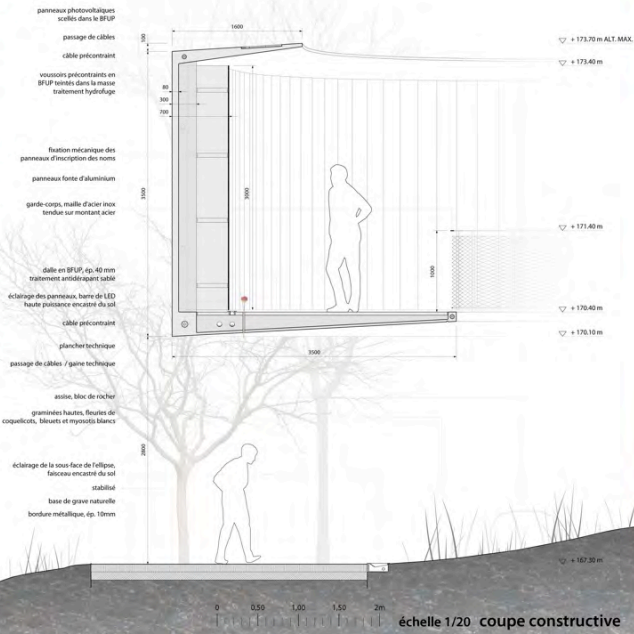 panneaux photovoltaïques
scellés dans le BFUP
passage de câbles
câble précontraint
voussoirs précontraints en
BFUP teintés dans la masse
traitement hydrofuge
fixation mécanique des
panneaux d'inscription des noms
panneaux fonte d'aluminium
garde-corps, maille d'acier inox
tendue sur montant acier
dalle en BFUP, ép. 40 mm
traitement antidérapant sablé
éclairage des panneaux, barre de LED
haute puissance encastré du sol
câble précontraint
plancher technique
passage de câbles / gaine technique
assise, bloc de rocher
graminées hautes, fleuries de
coquelicots, bleuets et myosotis blancs
éclairage de la sous-face de l'ellipse,
faisceau encastré du sol
stabilisé
base de grave naturelle
bordure métallique, ép. 10mm
1600
100
80
300
700
3500
3000
1000
3500
2800
+ 173.70 m ALT. MAX.
+ 173.40 m
+ 171.40 m
+ 170.40 m
+ 170.10 m
+ 167.30 m
0 0,50 1,00 1,50 2m
échelle 1/20 coupe constructive